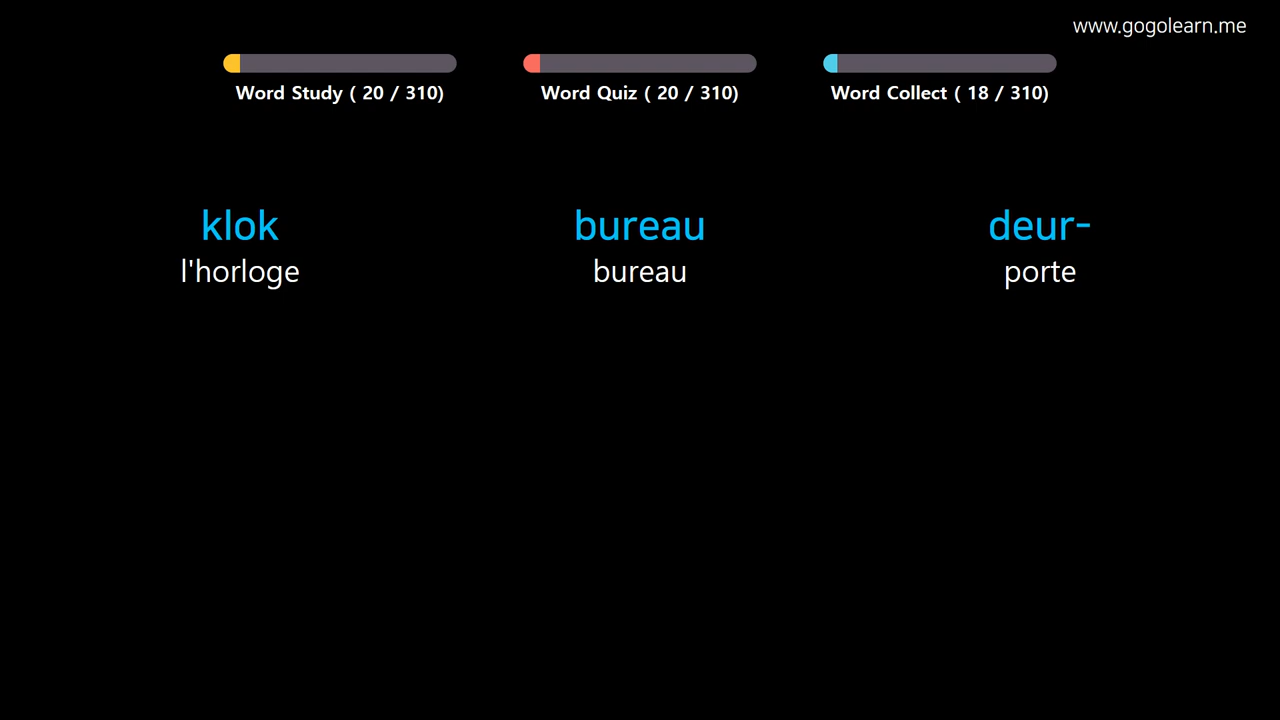 www.gogolearn.me
Word Study ( 20 / 310)
Word Quiz ( 20 / 310)
Word Collect ( 18 / 310)
klok
l'horloge
bureau
bureau
deur-
porte